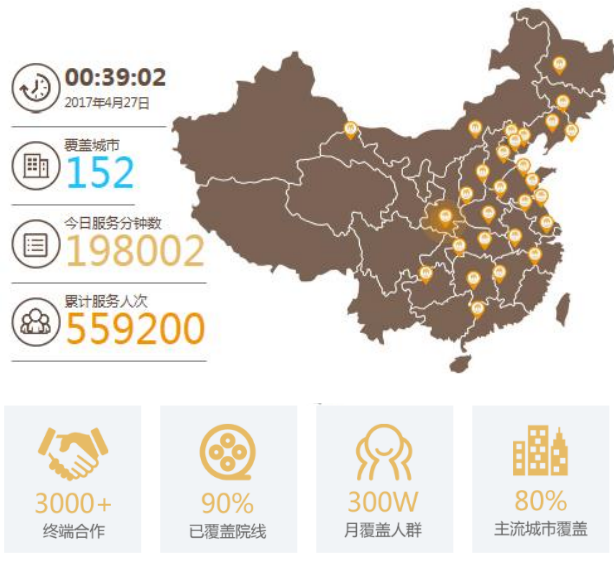 00:39:02
2017年4月27日
覆盖城市
152
今日服务分钟数
198002
累计服务人次
559200
3000+
终端合作
90%
已覆盖院线
300W
月覆盖人群
80%
主流城市覆盖